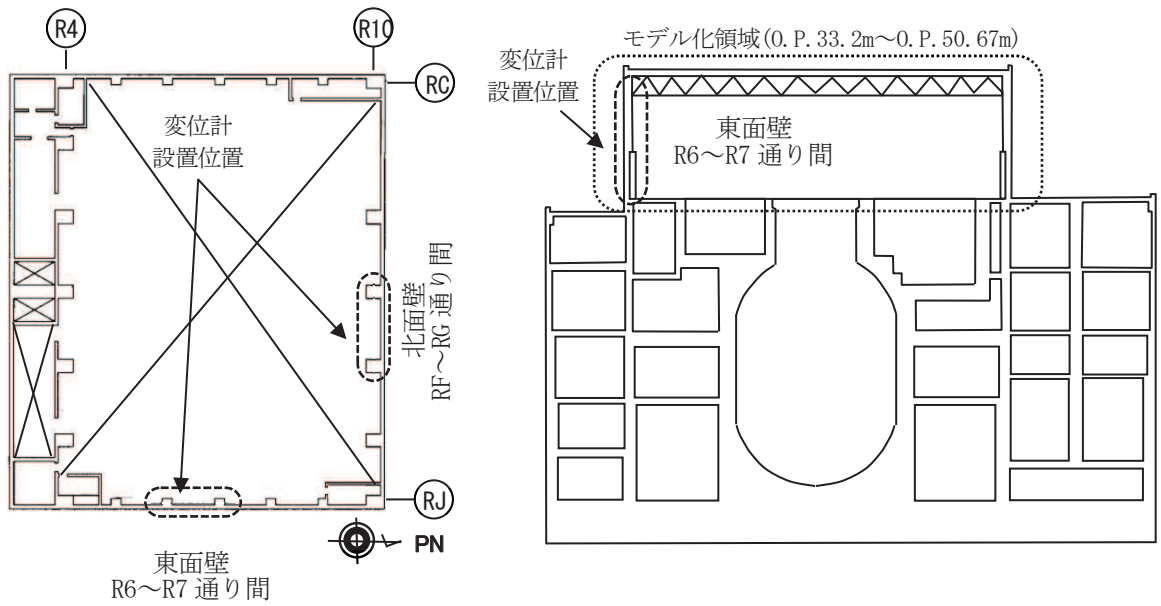 R4
R10
RC
変位計
設置位置
北面壁
RF～RG 通り間
RJ
PN
東面壁
R6～R7 通り間
モデル化領域(O.P.33.2m～O.P.50.67m)
変位計
設置位置
東面壁
R6～R7 通り間